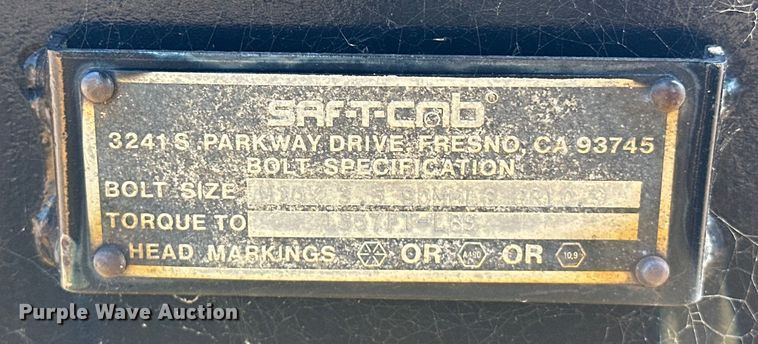 SAF-T-CAB®
3241 S. PARKWAY DRIVE, FRESNO, CA 93745
BOLT SPECIFICATION
BOLT SIZE
TORQUE TO
HEAD MARKINGS OR A490 OR 10.9
Purple Wave Auction